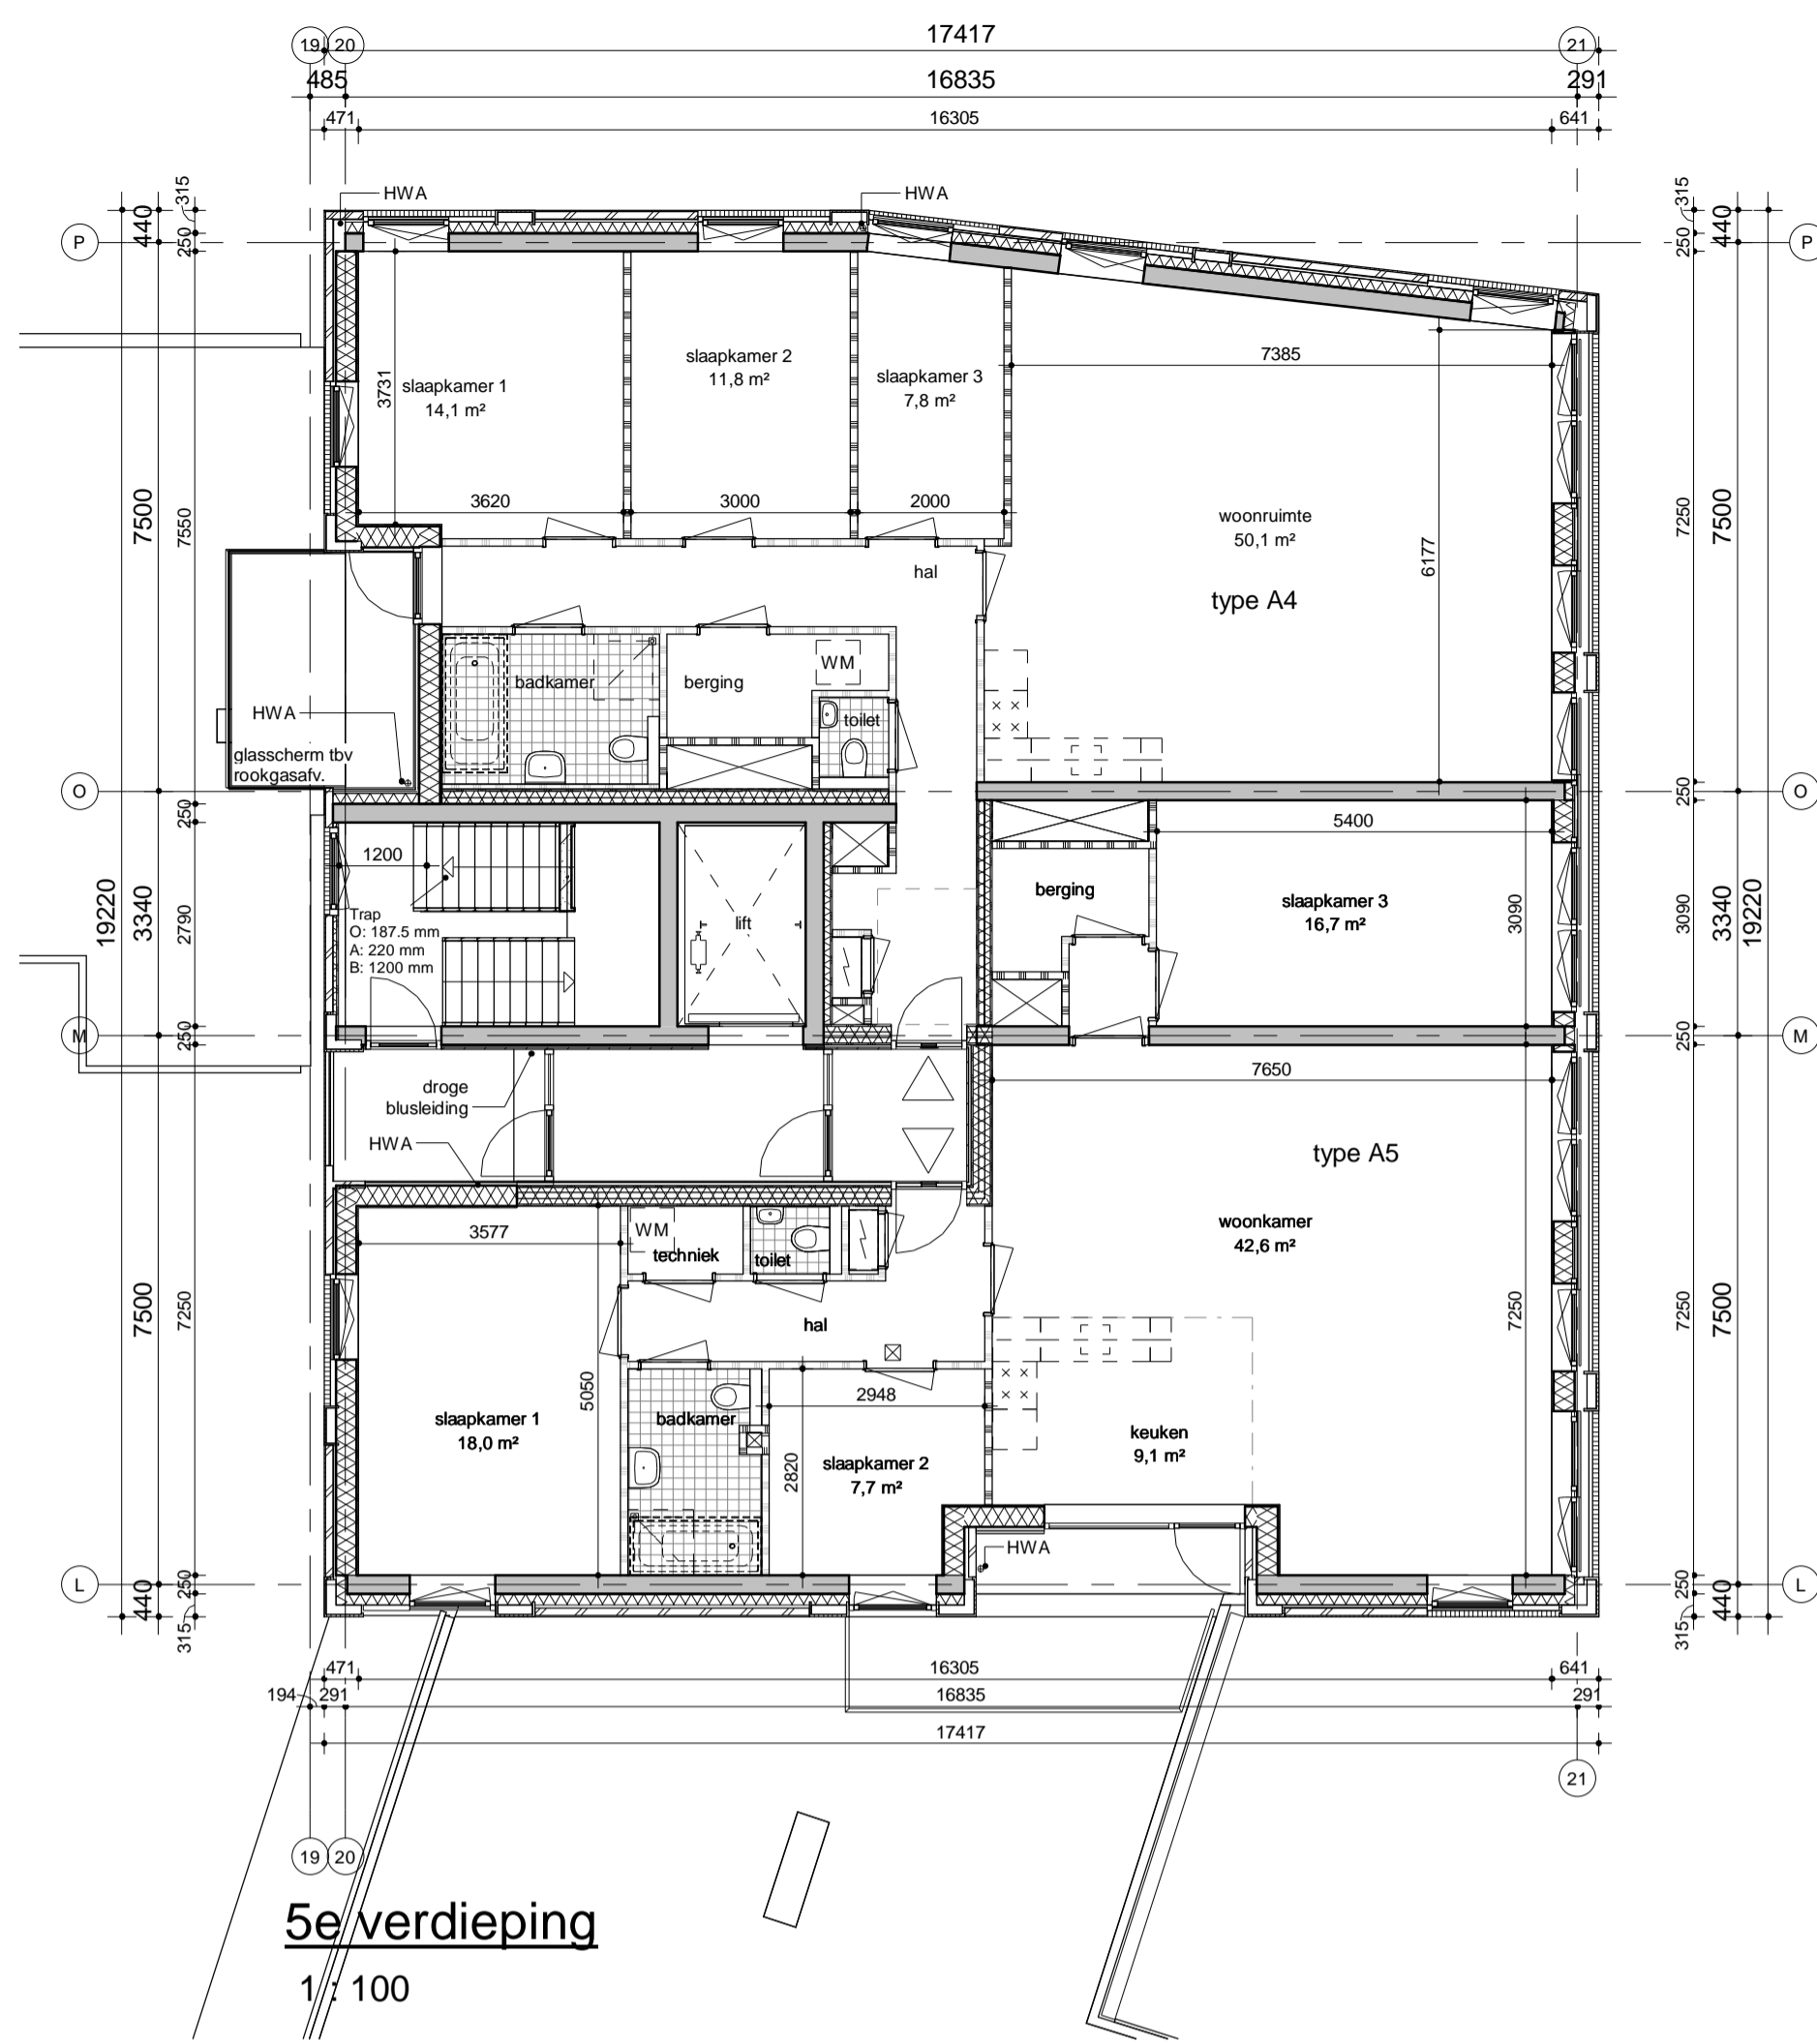 17417
19 20 21
485 16835 291
471 16305 641
HWA HWA
315 315
440 440
P P
250 250
slaapkamer 2
11,8 m²
7385
slaapkamer 1
14,1 m²
slaapkamer 3
7,8 m²
3731
3620 3000 2000
7500 7550 7250 7500
woonruimte
50,1 m²
6177
hal
type A4
WM
badkamer
berging
HWA
toilet
glasscherm tbv
rookgasafv.
O O
250 250
5400
1200
berging
slaapkamer 3
16,7 m²
19220 3340 2790 3090 3090 3340 19220
Trap
O: 187.5 mm
A: 220 mm
B: 1200 mm
lift
M M
250 250
7650
droge
blusleiding
HWA
type A5
3577
WM
techniek
toilet
woonkamer
42,6 m²
7500 7250 7250 7250 7500
hal
5050
2948
slaapkamer 1
18,0 m²
badkamer
keuken
9,1 m²
slaapkamer 2
7,7 m²
2820
HWA
L L
250 250
440 440
315 315
471 16305 641
194 291 16835 291
17417
21
19 20
5e verdieping
1 : 100